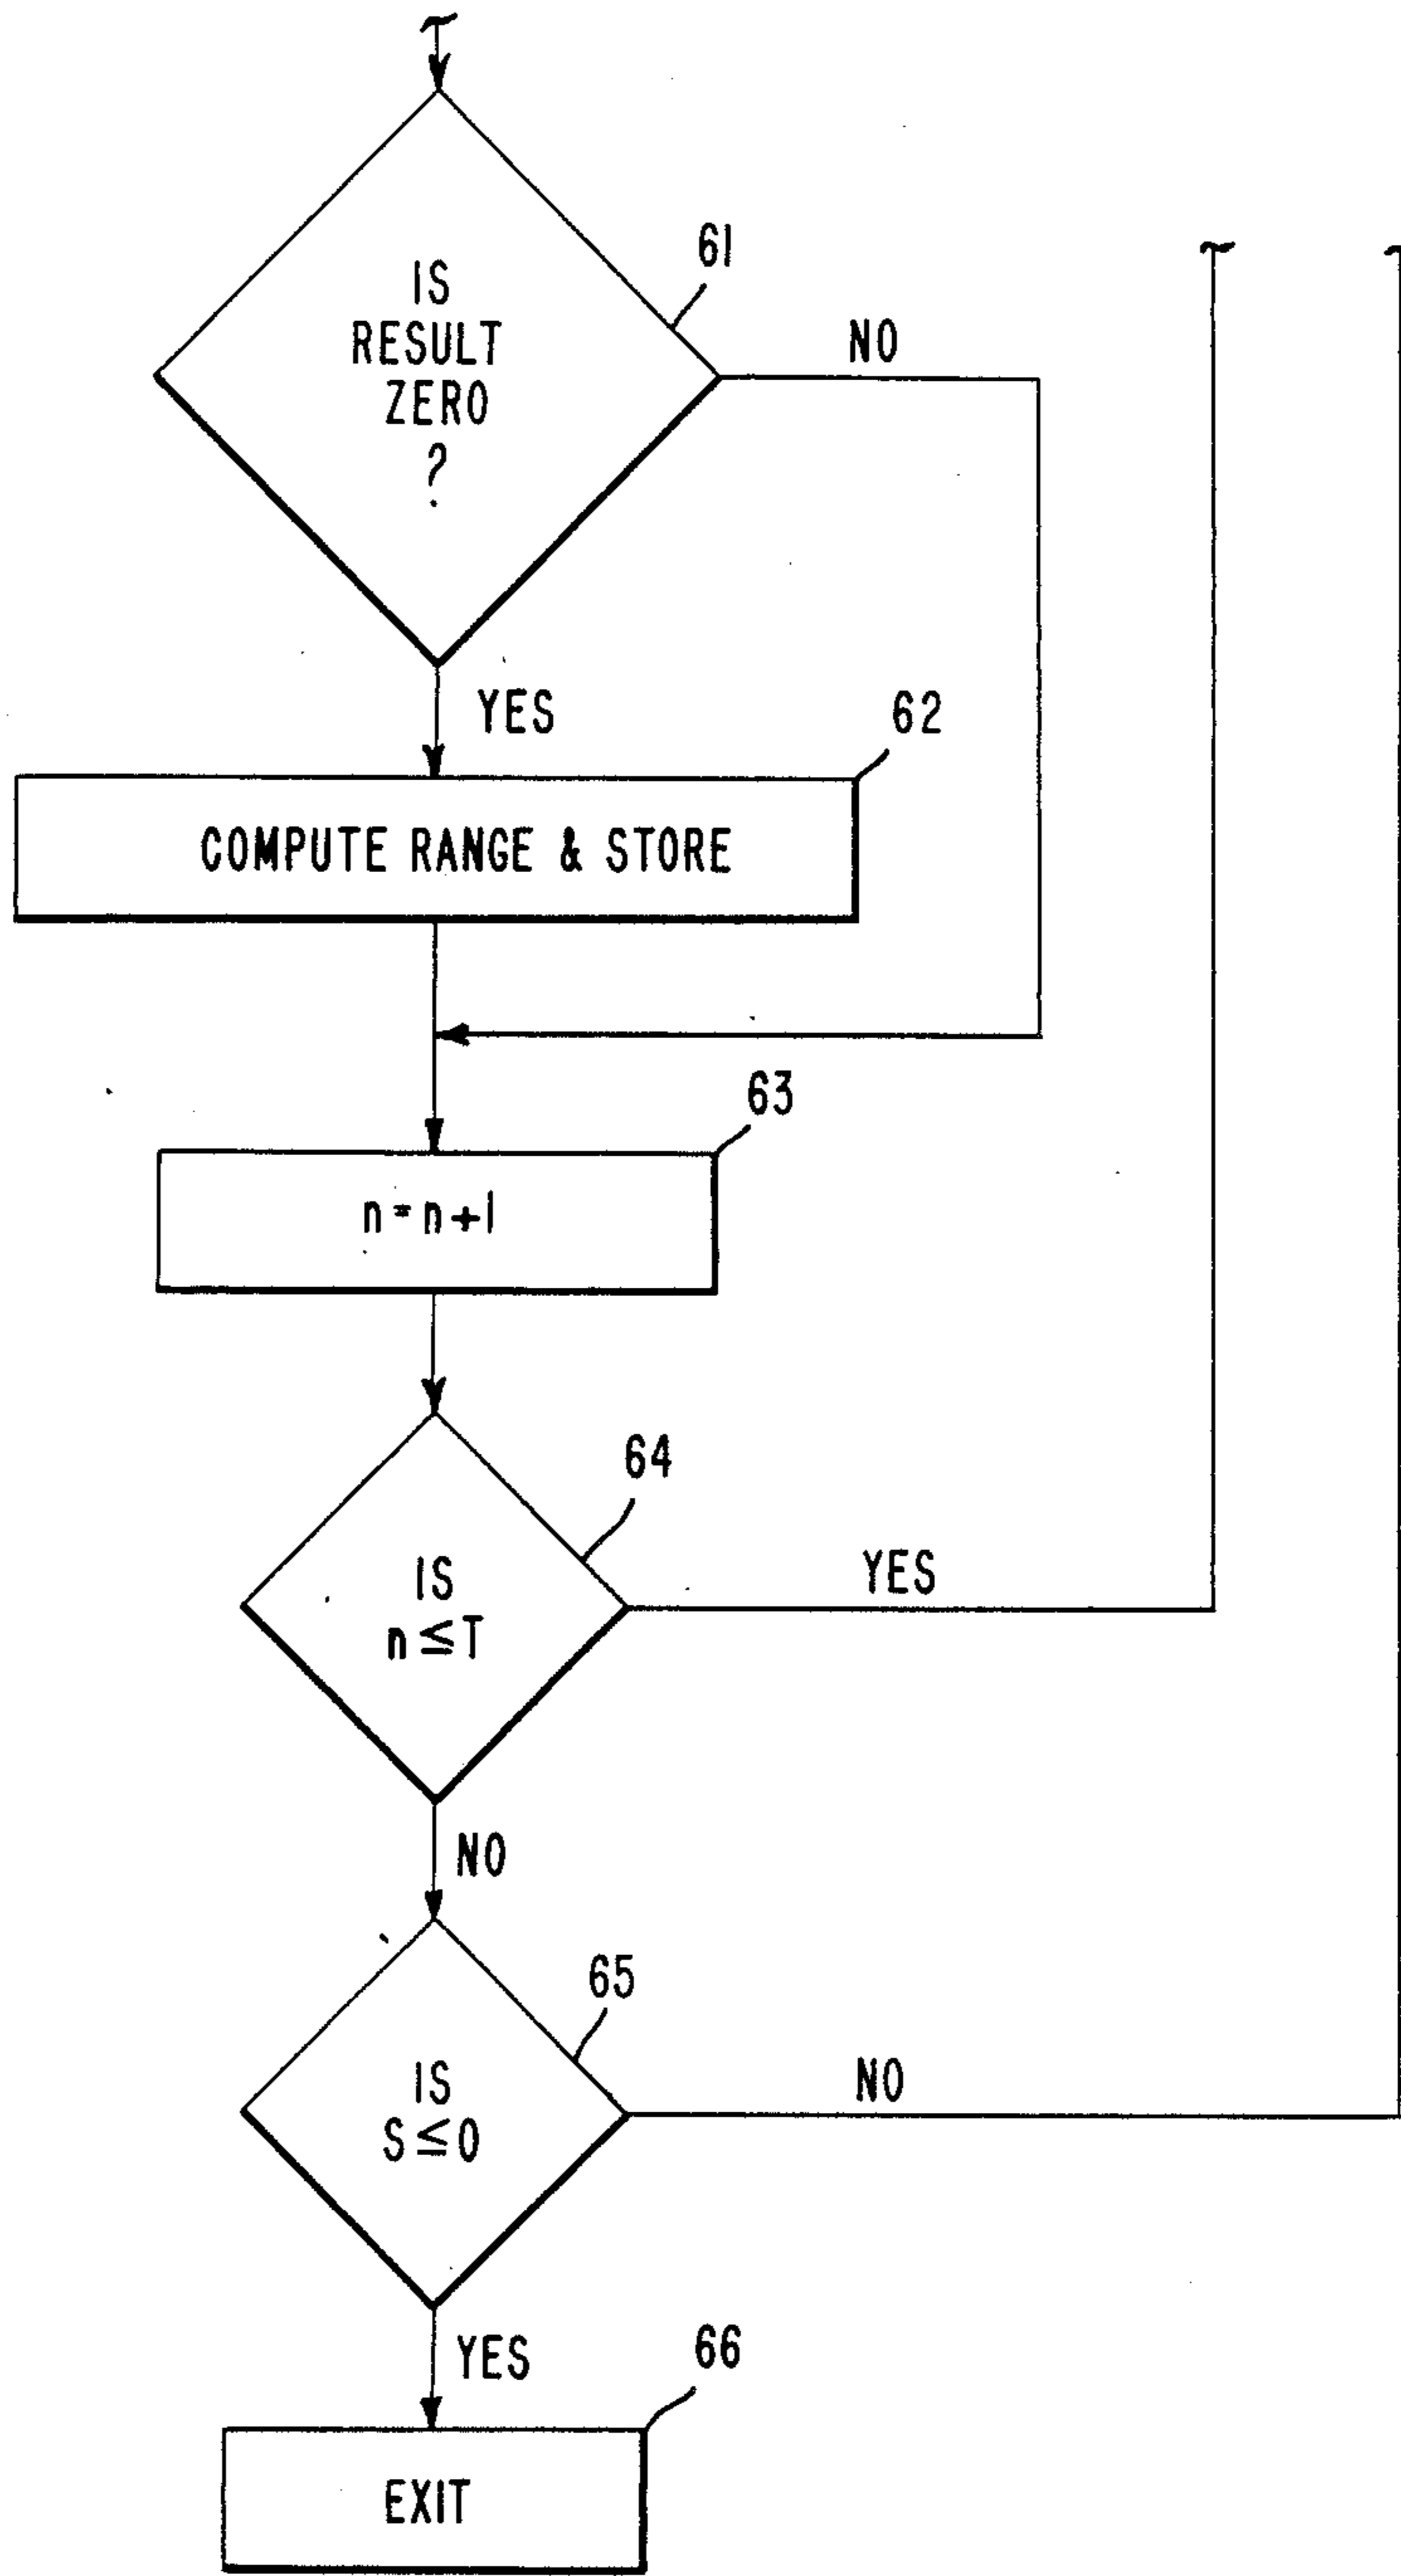 61
IS
RESULT
ZERO
?
NO
YES
62
COMPUTE RANGE & STORE
63
n=n+1
64
IS
n≤T
YES
NO
65
IS
S≤0
NO
YES
66
EXIT